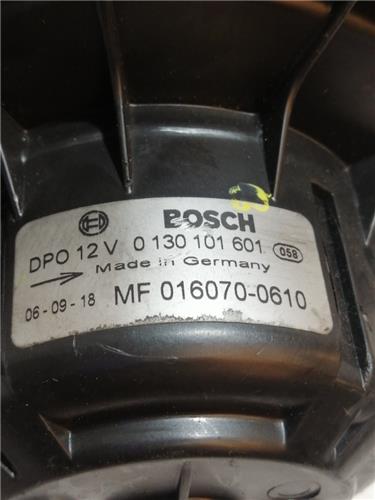 BOSCH
DPO 12 V 0 130 101 601 058
Made in Germany
06-09-18 MF 016070-0610